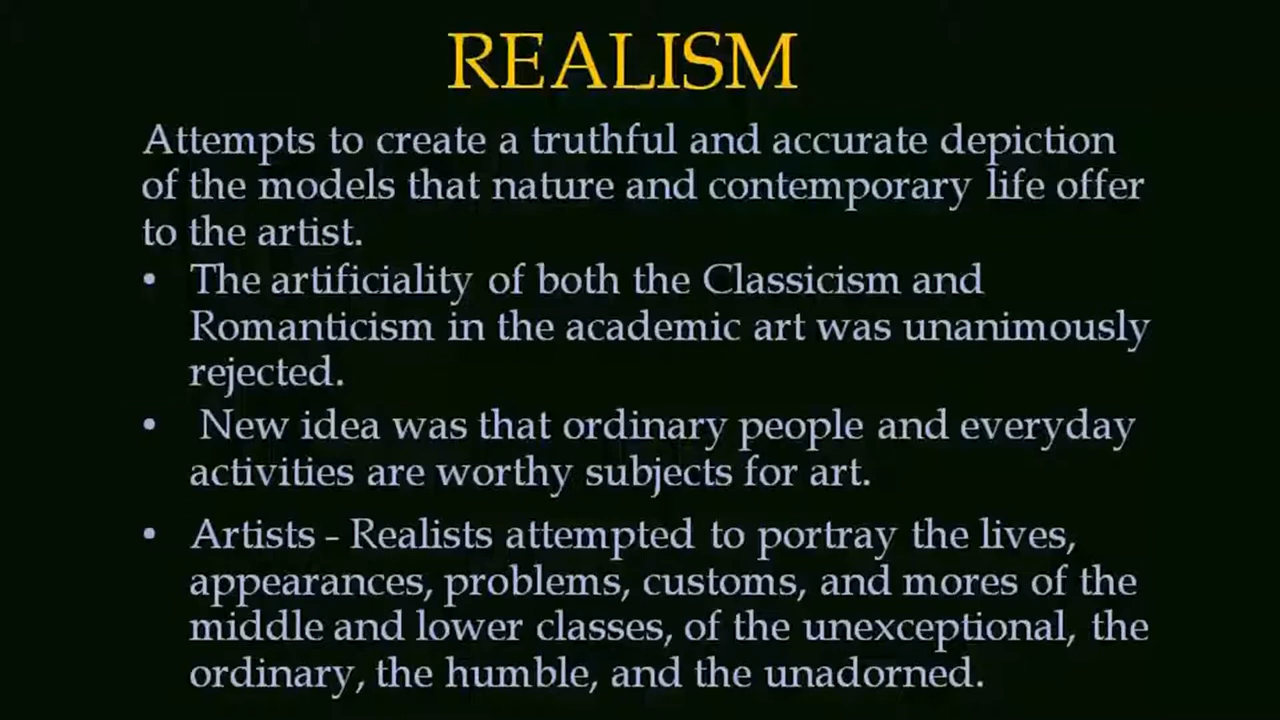 REALISM
Attempts to create a truthful and accurate depiction
of the models that nature and contemporary life offer
to the artist.
• The artificiality of both the Classicism and
Romanticism in the academic art was unanimously
rejected.
• New idea was that ordinary people and everyday
activities are worthy subjects for art.
• Artists - Realists attempted to portray the lives,
appearances, problems, customs, and mores of the
middle and lower classes, of the unexceptional, the
ordinary, the humble, and the unadorned.